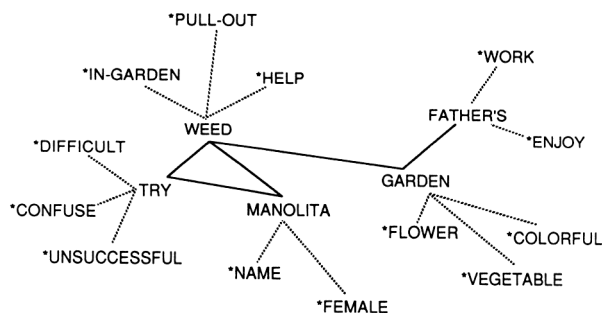 *PULL-OUT
*WORK
*IN-GARDEN
*HELP
FATHER'S
WEED
*ENJOY
*DIFFICULT
TRY
GARDEN
*CONFUSE
MANOLITA
*FLOWER
*COLORFUL
*UNSUCCESSFUL
*NAME
*VEGETABLE
*FEMALE